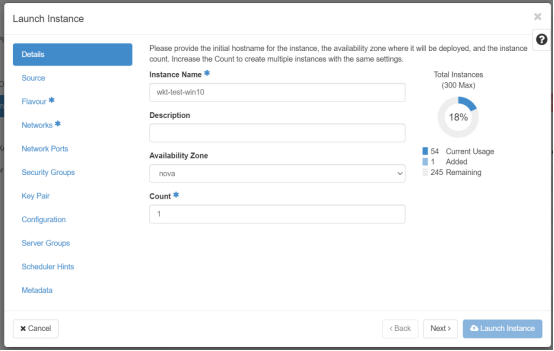 Launch Instance
×
Details
Source
Flavour *
Networks *
Network Ports
Security Groups
Key Pair
Configuration
Server Groups
Scheduler Hints
Metadata
Please provide the initial hostname for the instance, the availability zone where it will be deployed, and the instance
count. Increase the Count to create multiple instances with the same settings.
Instance Name *
wkt-test-win10
Description
Availability Zone
nova
Count *
1
Total Instances
(300 Max)
18%
54 Current Usage
1 Added
245 Remaining
?
× Cancel
< Back
Next >
Launch Instance